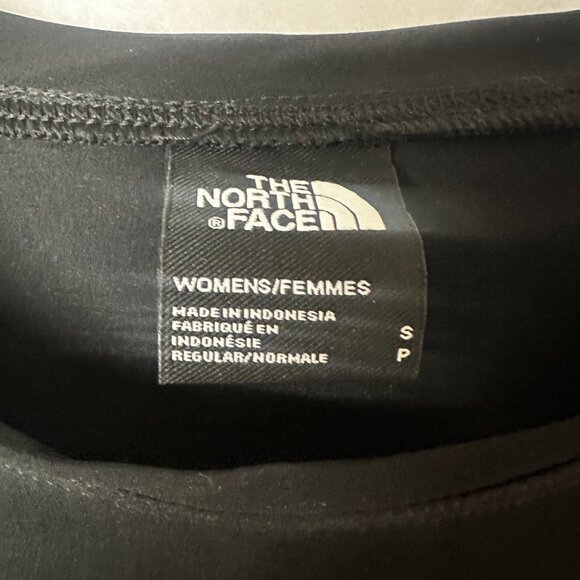 THE
NORTH
®FACE
WOMENS/FEMMES
MADE IN INDONESIA
FABRIQUÉ EN
INDONÉSIE
REGULAR/NORMALE
S
P